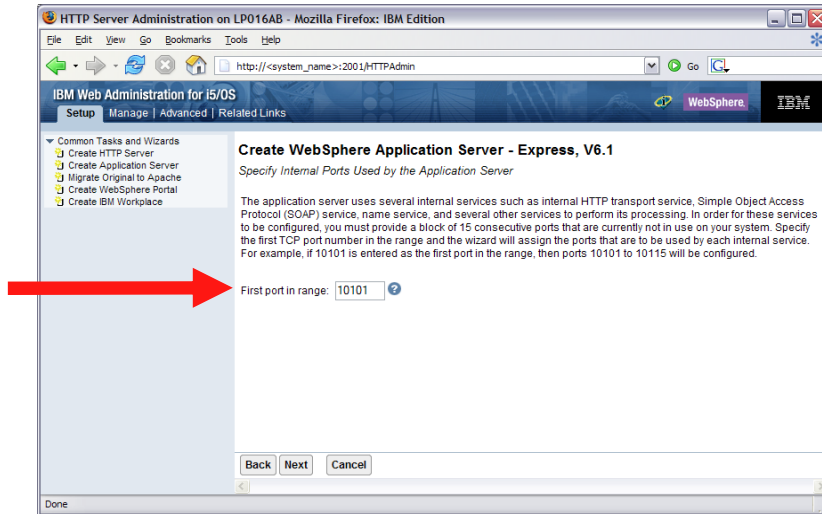 HTTP Server Administration on LP016AB - Mozilla Firefox: IBM Edition
File Edit View Go Bookmarks Tools Help
http://<system_name>:2001/HTTPAdmin
Go
G
IBM Web Administration for i5/OS
WebSphere.
IBM
Setup Manage | Advanced | Related Links
Common Tasks and Wizards
Create HTTP Server
Create Application Server
Migrate Original to Apache
Create WebSphere Portal
Create IBM Workplace
Create WebSphere Application Server - Express, V6.1
Specify Internal Ports Used by the Application Server
The application server uses several internal services such as internal HTTP transport service, Simple Object Access
Protocol (SOAP) service, name service, and several other services to perform its processing. In order for these services
to be configured, you must provide a block of 15 consecutive ports that are currently not in use on your system. Specify
the first TCP port number in the range and the wizard will assign the ports that are to be used by each internal service.
For example, if 10101 is entered as the first port in the range, then ports 10101 to 10115 will be configured.
First port in range: 10101 ?
Back Next Cancel
Done